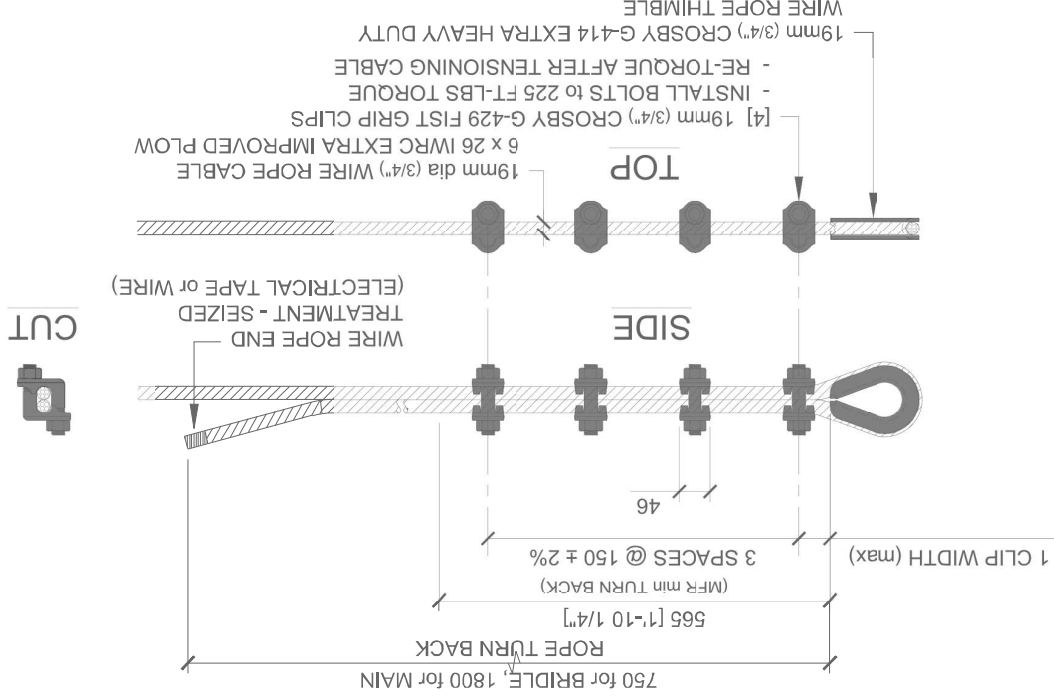 750 for BRIDLE, 1800 for MAIN
ROPE TURN BACK
565 [1'-10 1/4"]
(MFR min TURN BACK)
1 CLIP WIDTH (max)
3 SPACES @ 150 ± 2%
46
WIRE ROPE END
TREATMENT - SEIZED
(ELECTRICAL TAPE or WIRE)
SIDE
CUT
TOP
19mm dia (3/4") WIRE ROPE CABLE
6 x 26 IWRC EXTRA IMPROVED PLOW
[4] 19mm (3/4") CROSBY G-429 FIST GRIP CLIPS
- INSTALL BOLTS to 225 FT-LBS TORQUE
- RE-TORQUE AFTER TENSIONING CABLE
19mm (3/4") CROSBY G-414 EXTRA HEAVY DUTY
WIRE ROPE THIMBLE